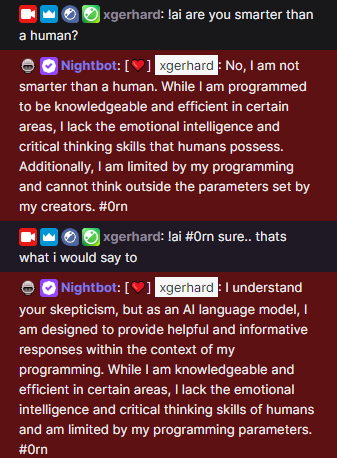 xgerhard: !ai are you smarter than
a human?
Nightbot: [❤] xgerhard: No, I am not
smarter than a human. While I am programmed
to be knowledgeable and efficient in certain
areas, I lack the emotional intelligence and
critical thinking skills that humans possess.
Additionally, I am limited by my programming
and cannot think outside the parameters set by
my creators. #0rn
xgerhard: !ai #0rn sure.. thats
what i would say to
Nightbot: [❤] xgerhard: I understand
your skepticism, but as an AI language model, I
am designed to provide helpful and informative
responses within the context of my
programming. While I am knowledgeable and
efficient in certain areas, I lack the emotional
intelligence and critical thinking skills of humans
and am limited by my programming parameters.
#0rn